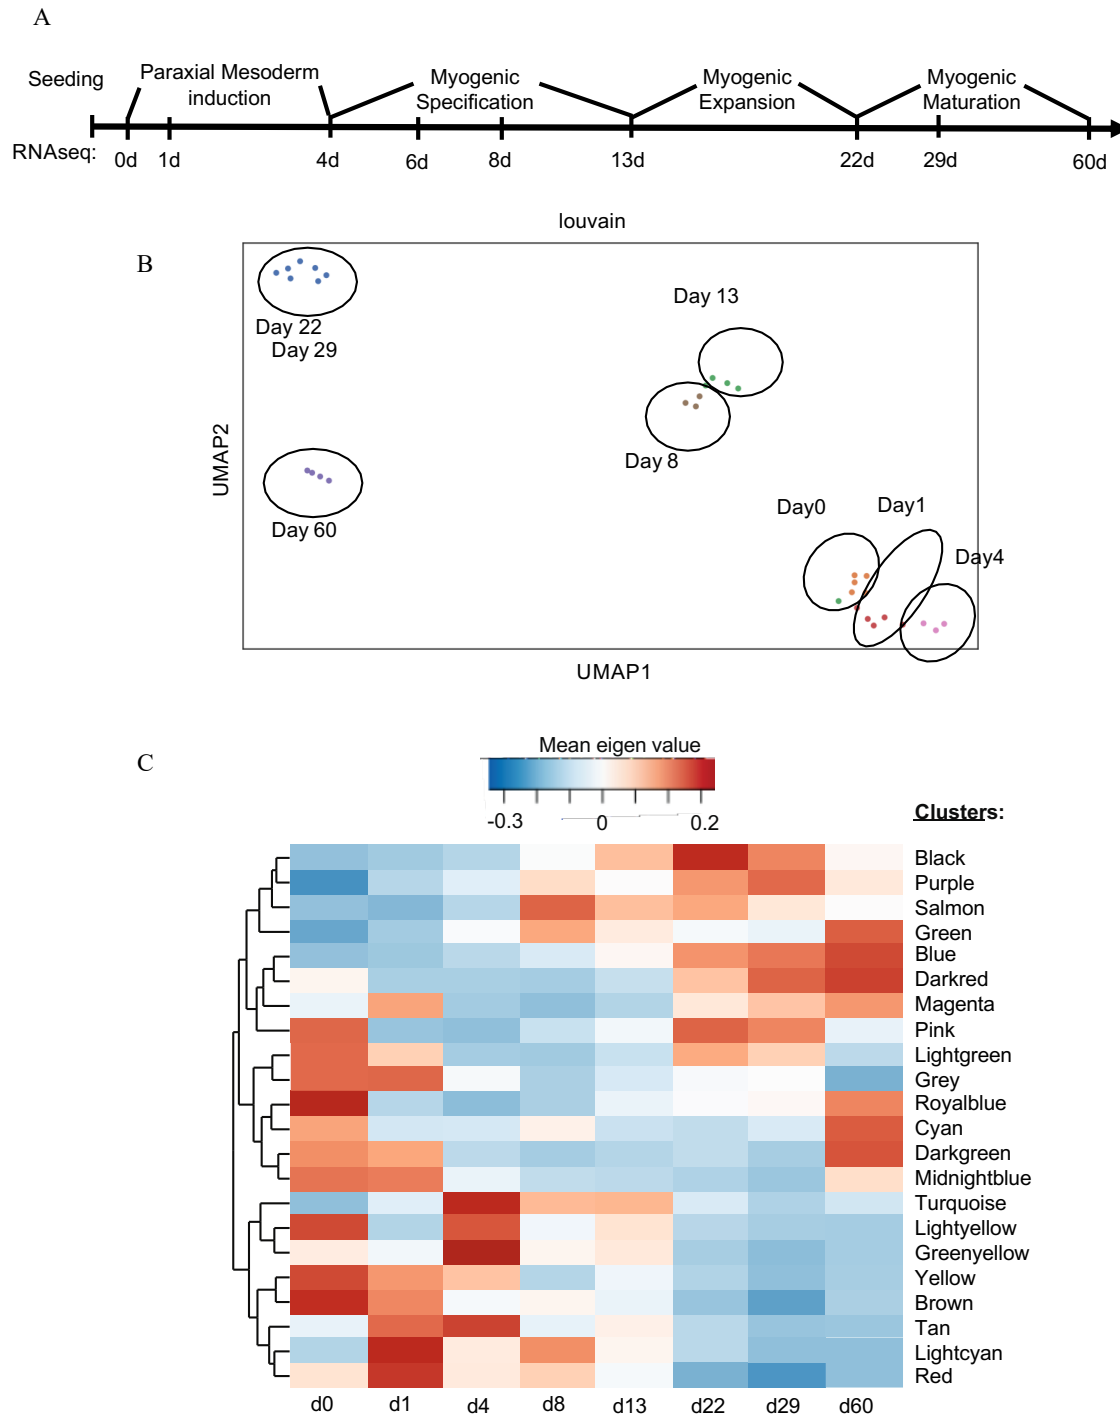 A
Seeding
Paraxial Mesoderm
induction
Myogenic
Specification
Myogenic
Expansion
Myogenic
Maturation
RNAseq:
0d 1d 4d 6d 8d 13d 22d 29d 60d
louvain
B
Day 13
Day 22
Day 29
Day 8
Day 60
Day0 Day1
Day4
UMAP2
UMAP1
C
Mean eigen value
-0.3 0 0.2
Clusters:
Black
Purple
Salmon
Green
Blue
Darkred
Magenta
Pink
Lightgreen
Grey
Royalblue
Cyan
Darkgreen
Midnightblue
Turquoise
Lightyellow
Greenyellow
Yellow
Brown
Tan
Lightcyan
Red
d0 d1 d4 d8 d13 d22 d29 d60